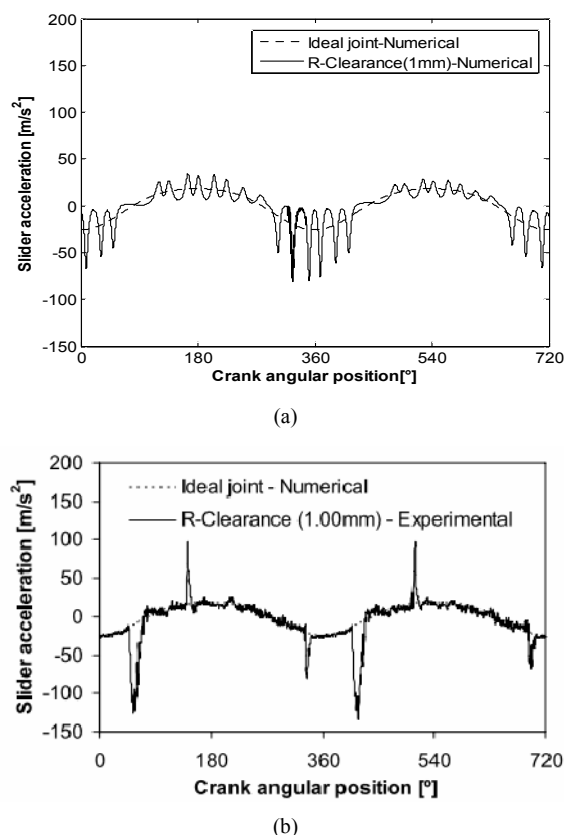 200
150
100
50
0
-50
-100
-150
Slider acceleration [m/s²]
Ideal joint-Numerical
R-Clearance(1mm)-Numerical
0 180 360 540 720
Crank angular position[°]
(a)
200
150
100
50
0
-50
-100
-150
Slider acceleration [m/s²]
Ideal joint - Numerical
R-Clearance (1.00mm) - Experimental
0 180 360 540 720
Crank angular position [º]
(b)